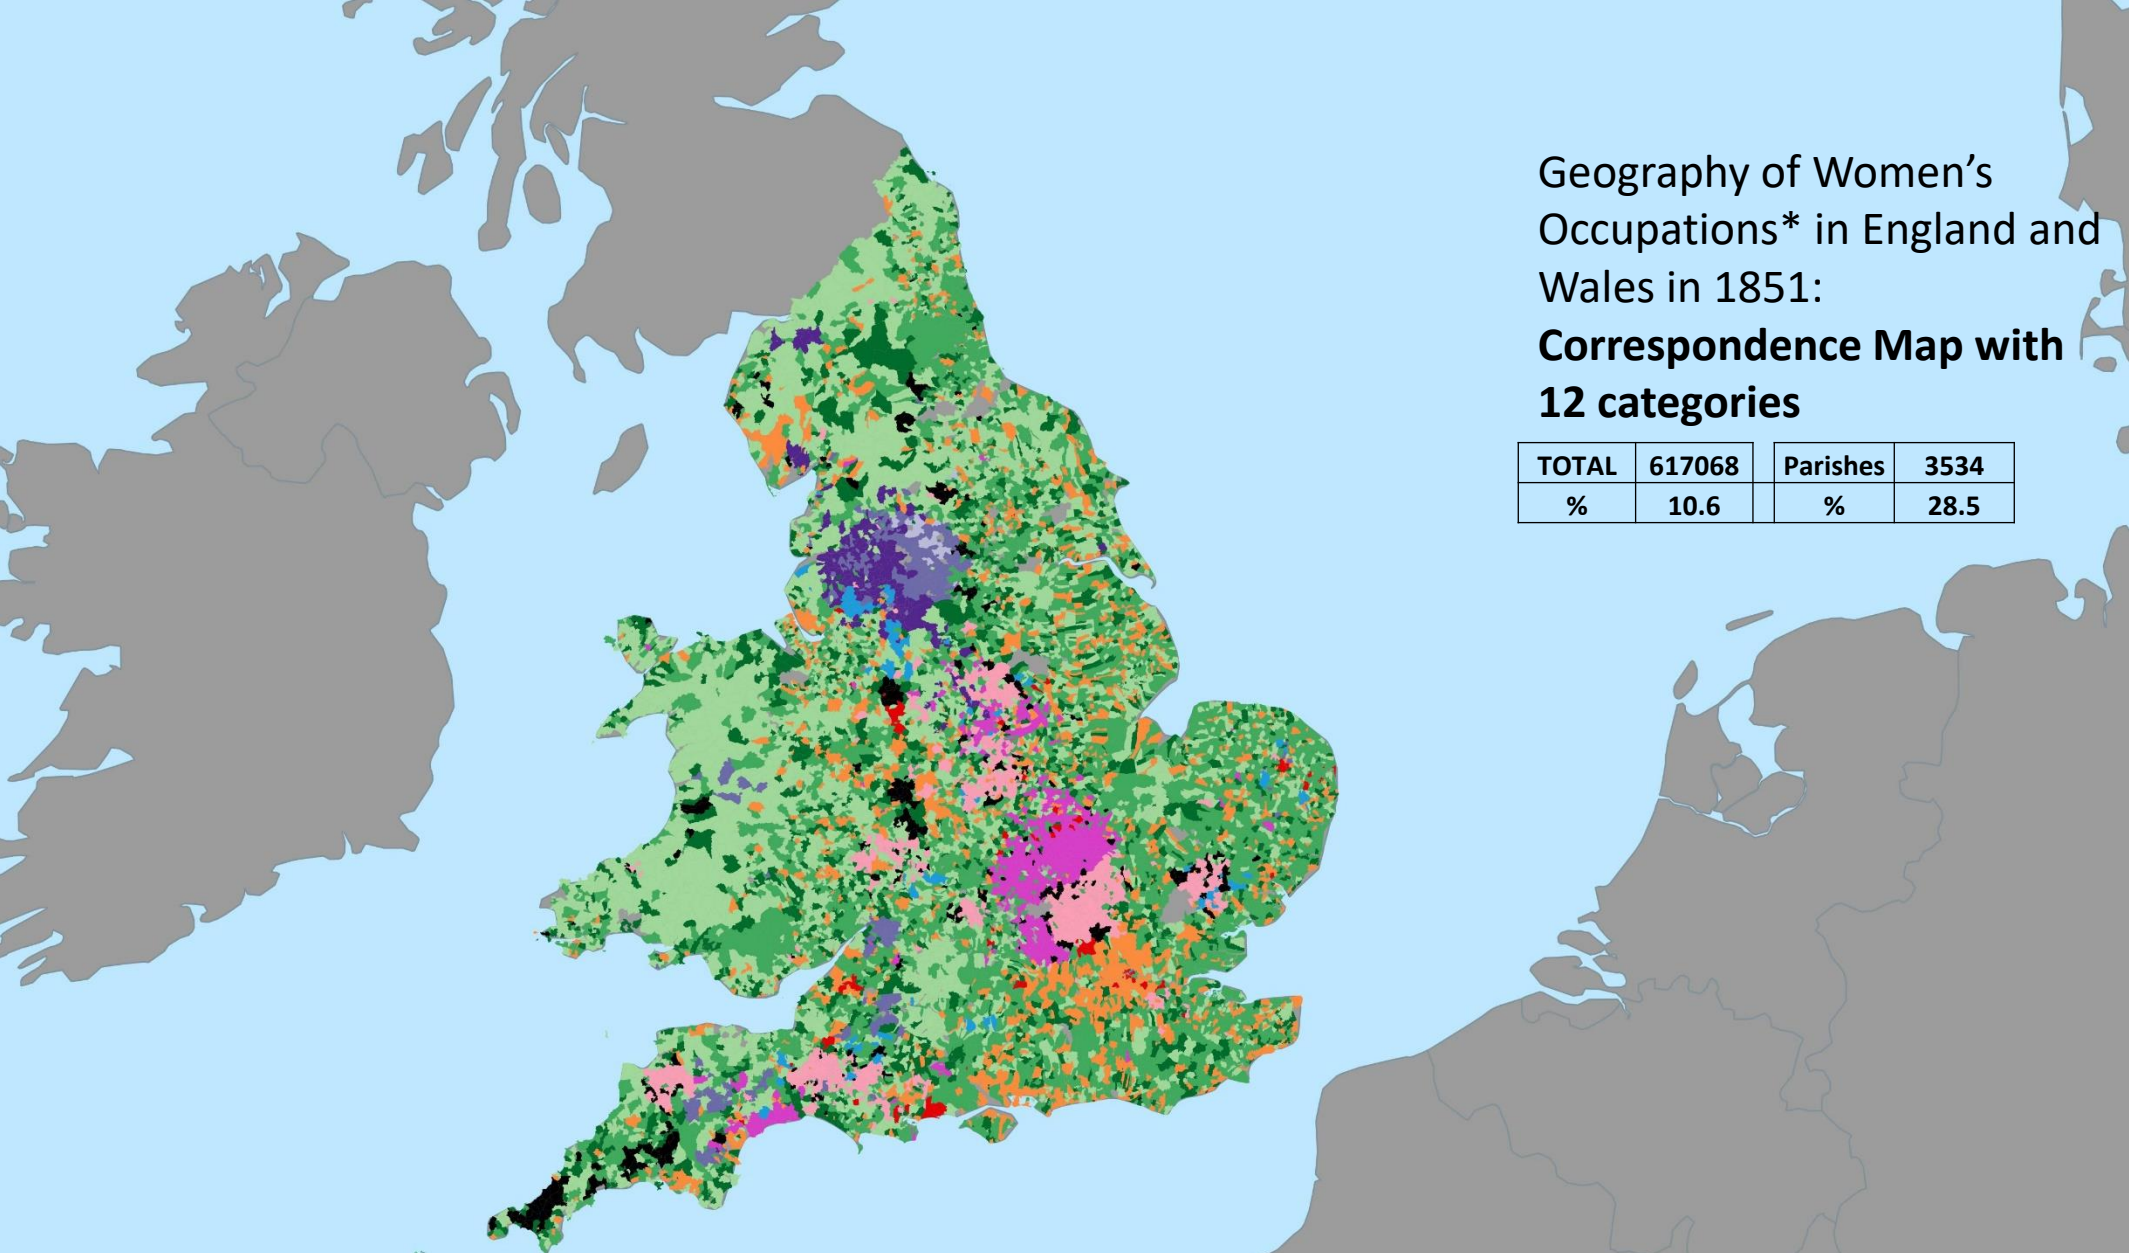 Geography of Women’s
Occupations* in England and
Wales in 1851:
Correspondence Map with
12 categories
TOTAL 617068 Parishes 3534
% 10.6 % 28.5